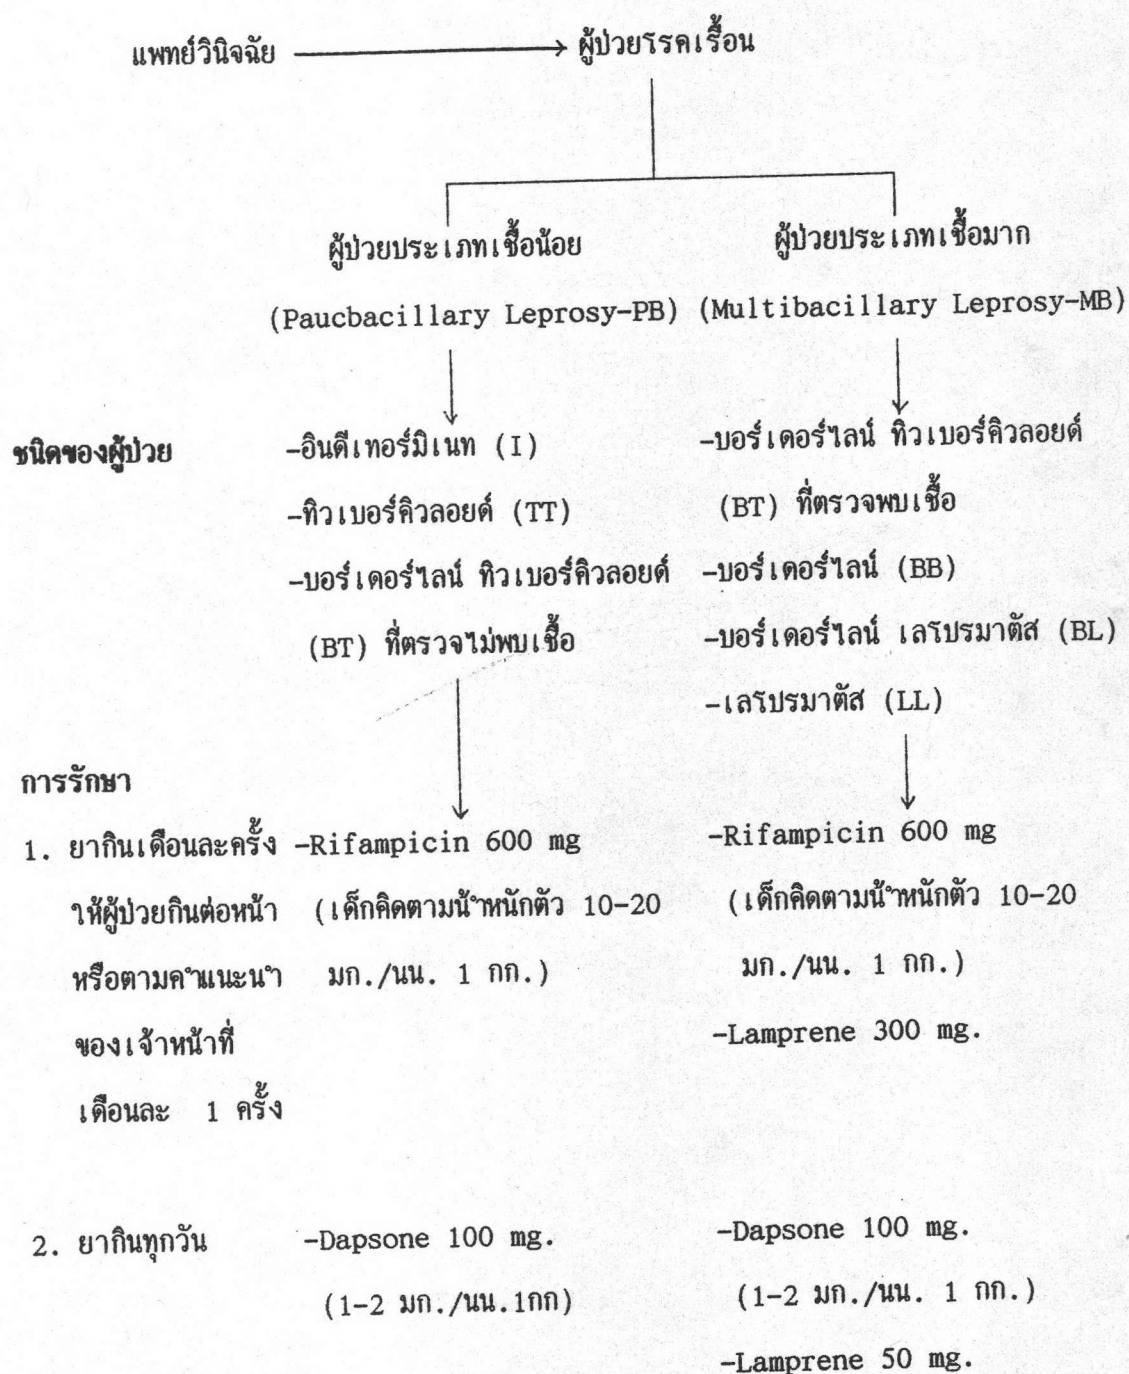 แพทย์วินิจฉัย ผู้ป่วยโรคเรื้อน
ผู้ป่วยประเภทเชื้อน้อย ผู้ป่วยประเภทเชื้อมาก
(Paucbacillary Leprosy-PB) (Multibacillary Leprosy-MB)
ชนิดของผู้ป่วย -อินดีเทอร์มิเนท (I) -บอร์เดอร์ไลน์ ทิวเบอร์คิวลอยด์
-ทิวเบอร์คิวลอยด์ (TT) (BT) ที่ตรวจพบเชื้อ
-บอร์เดอร์ไลน์ ทิวเบอร์คิวลอยด์ -บอร์เดอร์ไลน์ (BB)
(BT) ที่ตรวจไม่พบเชื้อ -บอร์เดอร์ไลน์ เลโปรมาตัส (BL)
-เลโปรมาตัส (LL)
การรักษา
1. ยากินเดือนละครั้ง -Rifampicin 600 mg -Rifampicin 600 mg
ให้ผู้ป่วยกินต่อหน้า (เด็กคิดตามน้ำหนักตัว 10-20 (เด็กคิดตามน้ำหนักตัว 10-20
หรือตามคำแนะนำ มก./นน. 1 กก.) มก./นน. 1 กก.)
ของเจ้าหน้าที่ -Lamprene 300 mg.
เดือนละ 1 ครั้ง
2. ยากินทุกวัน -Dapsone 100 mg. -Dapsone 100 mg.
(1-2 มก./นน.1กก) (1-2 มก./นน. 1 กก.)
-Lamprene 50 mg.